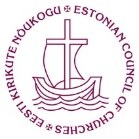 EESTI KIRIKUTE NÕUKOGU
ESTONIAN COUNCIL OF CHURCHES